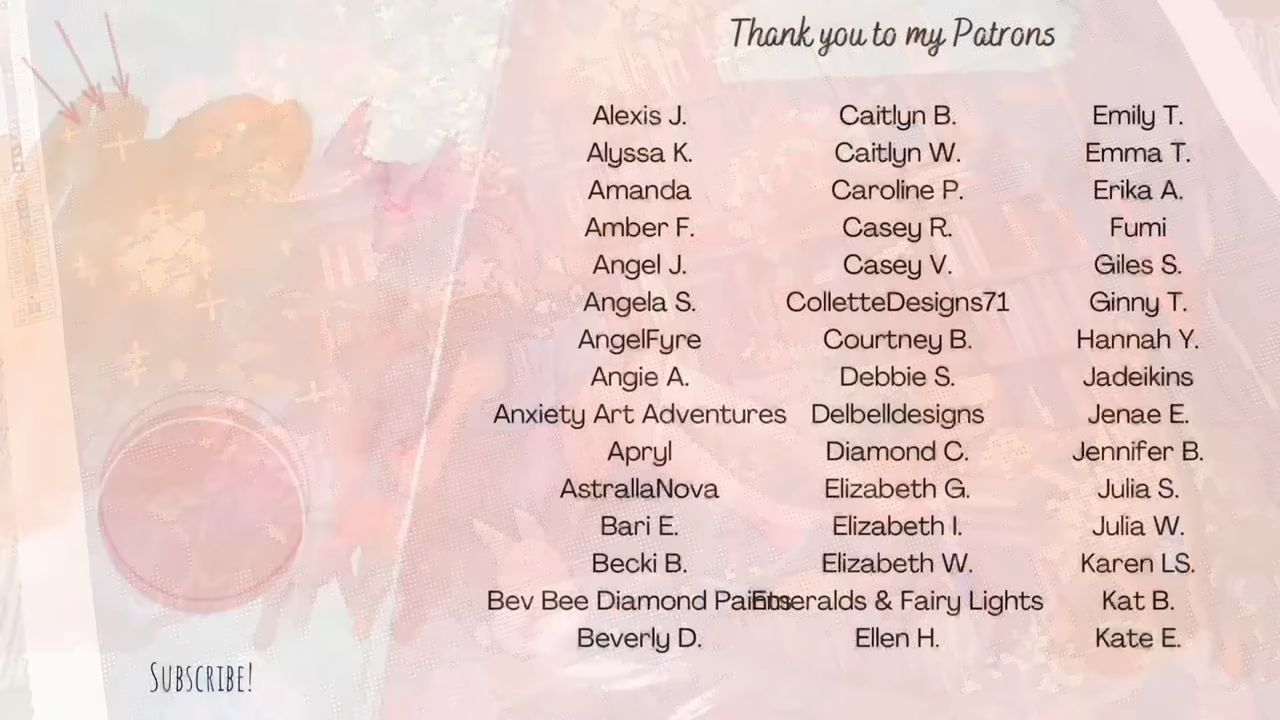 Thank you to my Patrons
Alexis J.
Alyssa K.
Amanda
Amber F.
Angel J.
Angela S.
AngelFyre
Angie A.
Anxiety Art Adventures
Apryl
AstrallaNova
Bari E.
Becki B.
Bev Bee Diamond Paints
Beverly D.
Caitlyn B.
Caitlyn W.
Caroline P.
Casey R.
Casey V.
ColletteDesigns71
Courtney B.
Debbie S.
Delbelldesigns
Diamond C.
Elizabeth G.
Elizabeth I.
Elizabeth W.
Emeralds & Fairy Lights
Ellen H.
Emily T.
Emma T.
Erika A.
Fumi
Giles S.
Ginny T.
Hannah Y.
Jadeikins
Jenae E.
Jennifer B.
Julia S.
Julia W.
Karen LS.
Kat B.
Kate E.
Subscribe!